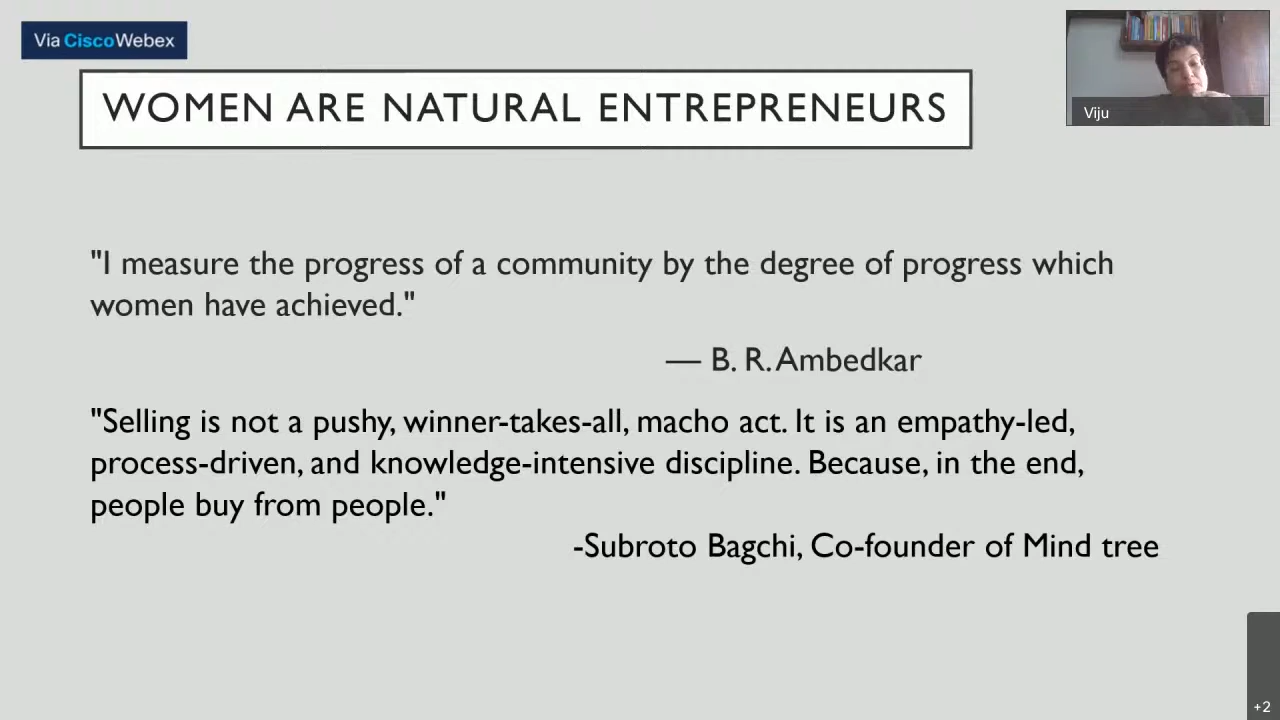 Via Cisco Webex
WOMEN ARE NATURAL ENTREPRENEURS
Viju
"I measure the progress of a community by the degree of progress which
women have achieved."
— B. R. Ambedkar
"Selling is not a pushy, winner-takes-all, macho act. It is an empathy-led,
process-driven, and knowledge-intensive discipline. Because, in the end,
people buy from people."
-Subroto Bagchi, Co-founder of Mind tree
+2